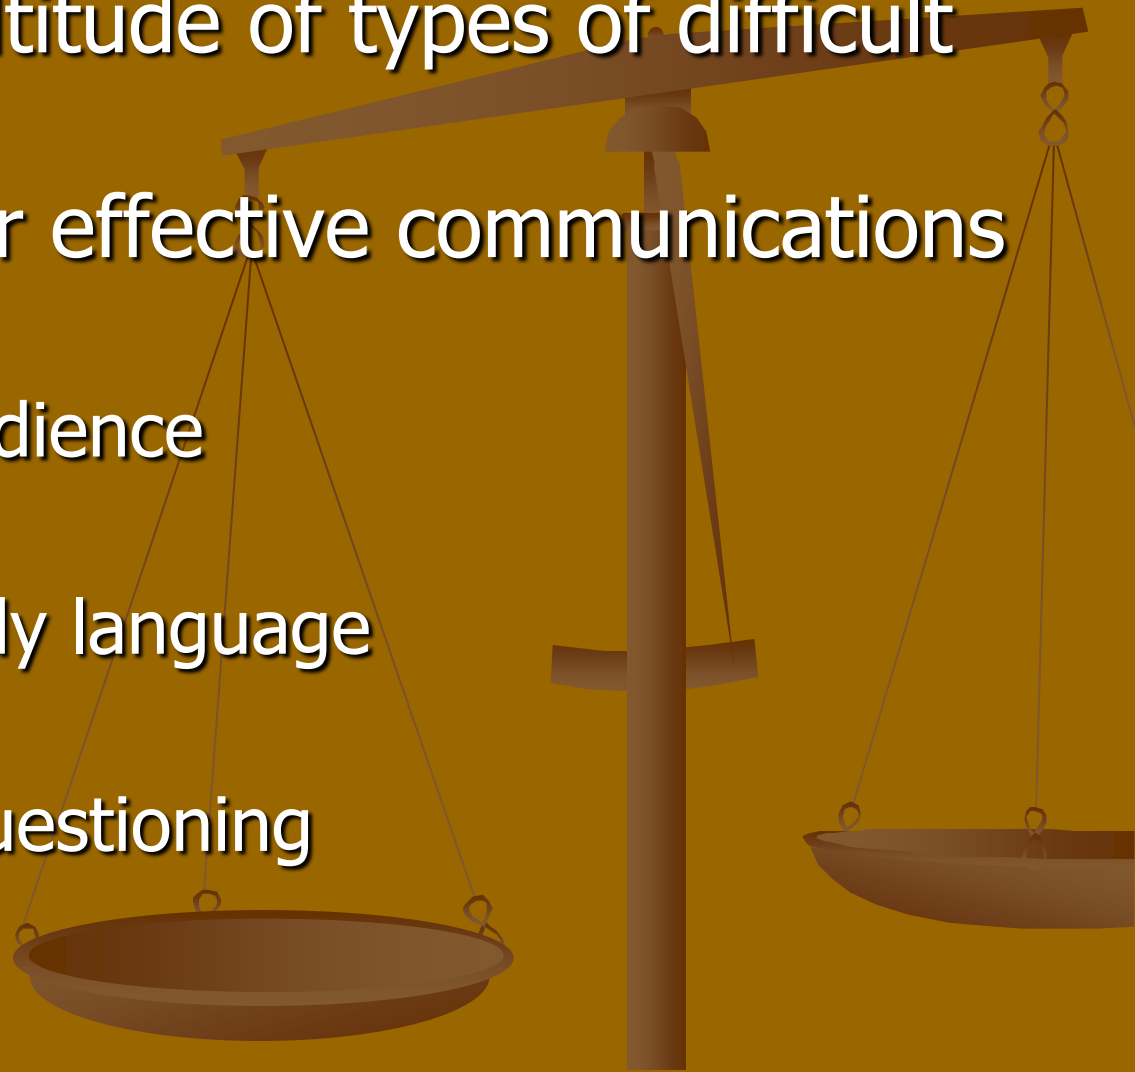 titude of types of difficult
r effective communications
dience
ly language
uestioning